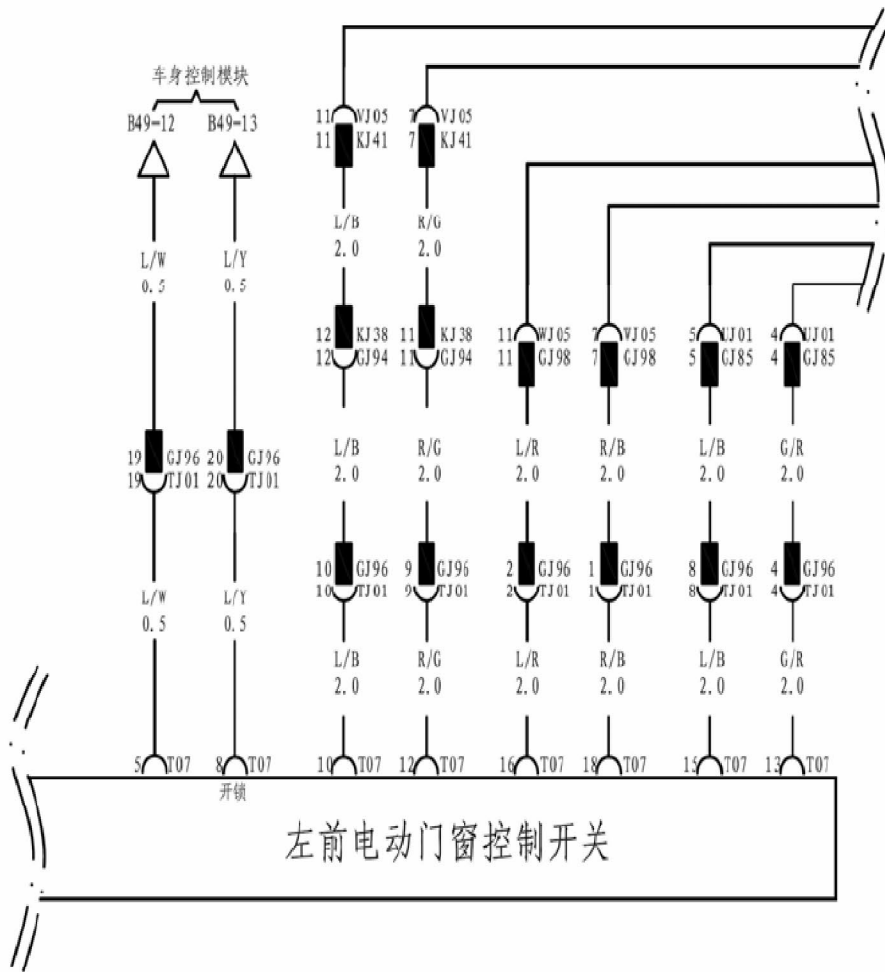 车身控制模块
B49-12 B49-13
11 VJ05 7 VJ05
11 KJ41 7 KJ41
L/B R/G
2.0 2.0
L/W L/Y
0.5 0.5
12 KJ38 11 KJ38 11 WJ05 7 VJ05 5 UJ01 4 UJ01
12 GJ94 11 GJ94 11 GJ98 7 GJ98 5 GJ85 4 GJ85
L/B R/G L/R R/B L/B G/R
2.0 2.0 2.0 2.0 2.0 2.0
19 GJ96 20 GJ96
19 TJ01 20 TJ01
10 GJ96 9 GJ96 2 GJ96 1 GJ96 8 GJ96 4 GJ96
10 TJ01 9 TJ01 2 TJ01 1 TJ01 8 TJ01 4 TJ01
L/W L/Y
0.5 0.5
L/B R/G L/R R/B L/B G/R
2.0 2.0 2.0 2.0 2.0 2.0
5 T07 8 T07 10 T07 12 T07 16 T07 18 T07 15 T07 13 T07
开锁
左前电动门窗控制开关